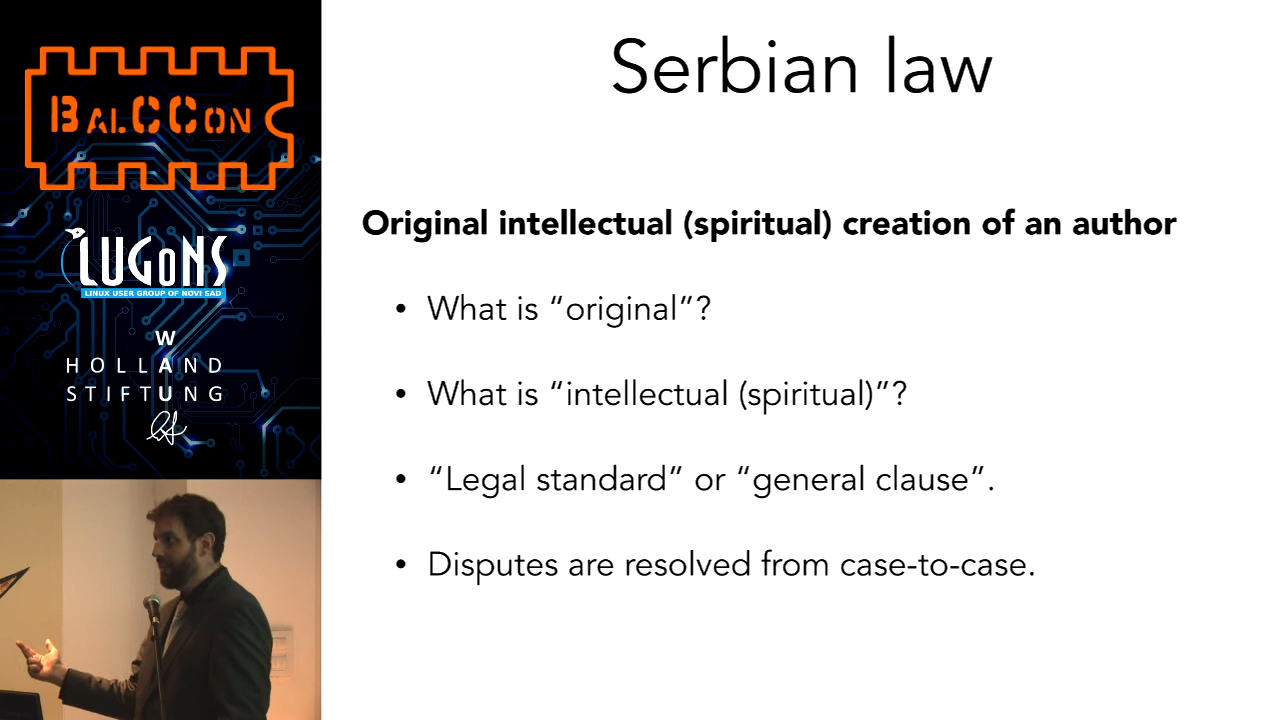 BALCCON
LUGONS
LINUX USER GROUP OF NOVI SAD
W
HOLLAND
STIFTUNG
Serbian law
Original intellectual (spiritual) creation of an author
• What is “original”?
• What is “intellectual (spiritual)”?
• “Legal standard” or “general clause”.
• Disputes are resolved from case-to-case.